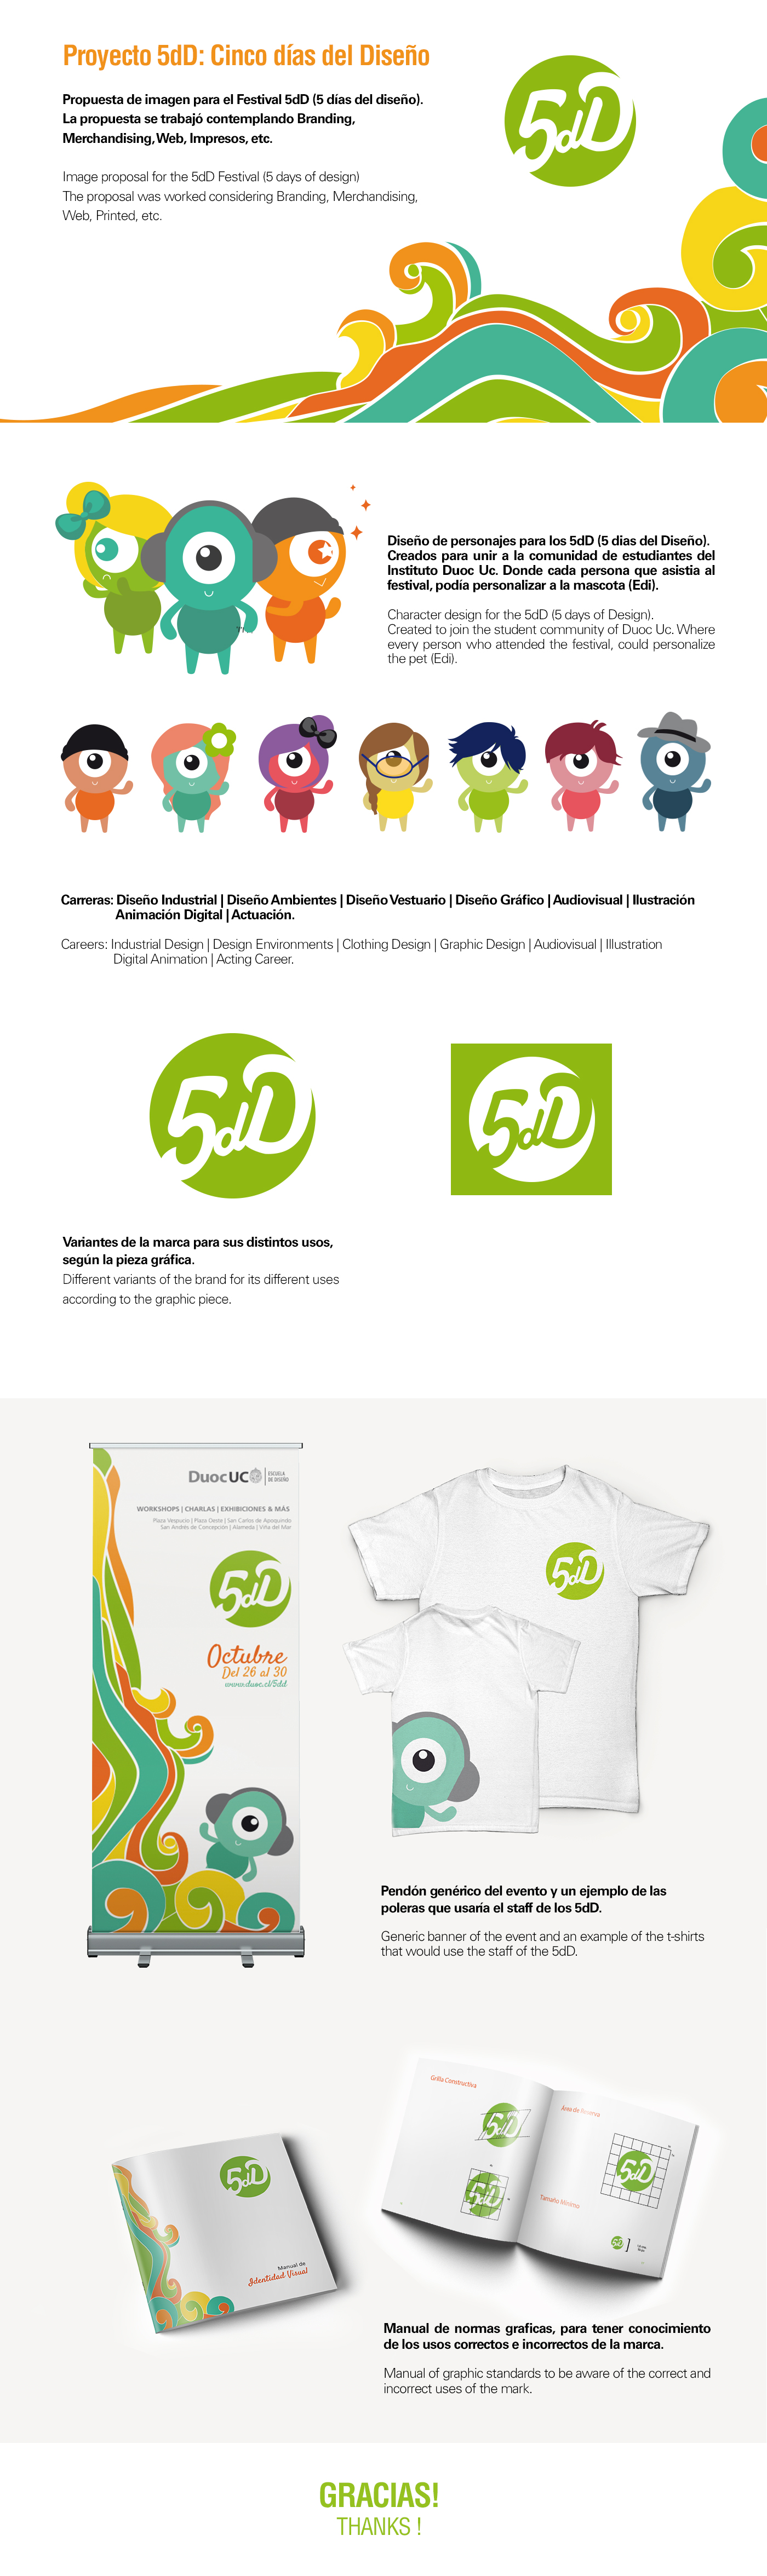 Proyecto 5dD: Cinco días del Diseño
Propuesta de imagen para el Festival 5dD (5 días del diseño).
La propuesta se trabajó contemplando Branding,
Merchandising, Web, Impresos, etc.
Image proposal for the 5dD Festival (5 days of design)
The proposal was worked considering Branding, Merchandising,
Web, Printed, etc.
5dD
Diseño de personajes para los 5dD (5 dias del Diseño).
Creados para unir a la comunidad de estudiantes del
Instituto Duoc Uc. Donde cada persona que asistia al
festival, podía personalizar a la mascota (Edi).
Character design for the 5dD (5 days of Design).
Created to join the student community of Duoc Uc. Where
every person who attended the festival, could personalize
the pet (Edi).
Carreras: Diseño Industrial | Diseño Ambientes | Diseño Vestuario | Diseño Gráfico | Audiovisual | Ilustración
Animación Digital | Actuación.
Careers: Industrial Design | Design Environments | Clothing Design | Graphic Design | Audiovisual | Illustration
Digital Animation | Acting Career.
5dD
5dD
Variantes de la marca para sus distintos usos,
según la pieza gráfica.
Different variants of the brand for its different uses
according to the graphic piece.
DuocUC ESCUELA
DE DISEÑO
WORKSHOPS | CHARLAS | EXHIBICIONES & MÁS
Plaza Vespucio | Plaza Oeste | San Carlos de Apoquindo
San Andrés de Concepción | Alameda | Viña del Mar
5dD
Octubre
Del 26 al 30
www.duoc.cl/5dd
5dD
Pendón genérico del evento y un ejemplo de las
poleras que usaría el staff de los 5dD.
Generic banner of the event and an example of the t-shirts
that would use the staff of the 5dD.
Grilla Constructiva
5dD
5dD
Área de Reserva
5dD
Tamaño Mínimo
5dD
5dD
Manual de
Identidad Visual
Manual de normas graficas, para tener conocimiento
de los usos correctos e incorrectos de la marca.
Manual of graphic standards to be aware of the correct and
incorrect uses of the mark.
GRACIAS!
THANKS !